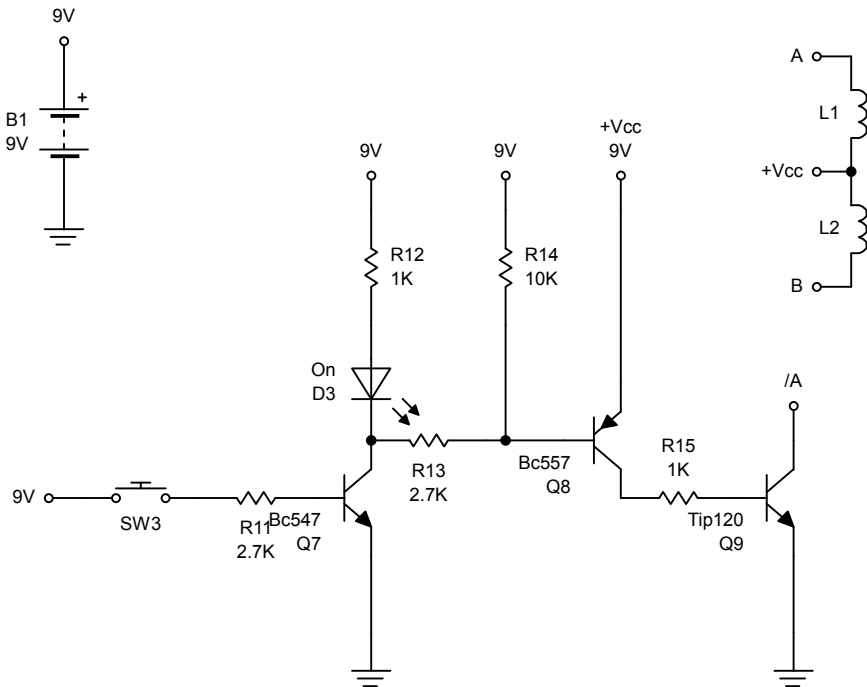 9V
B1
9V
+
9V
R12
1K
On
D3
9V
R14
10K
+Vcc
9V
A
L1
+Vcc
L2
B
9V
SW3
R11
2.7K
Bc547
Q7
R13
2.7K
Bc557
Q8
R15
1K
/A
Tip120
Q9